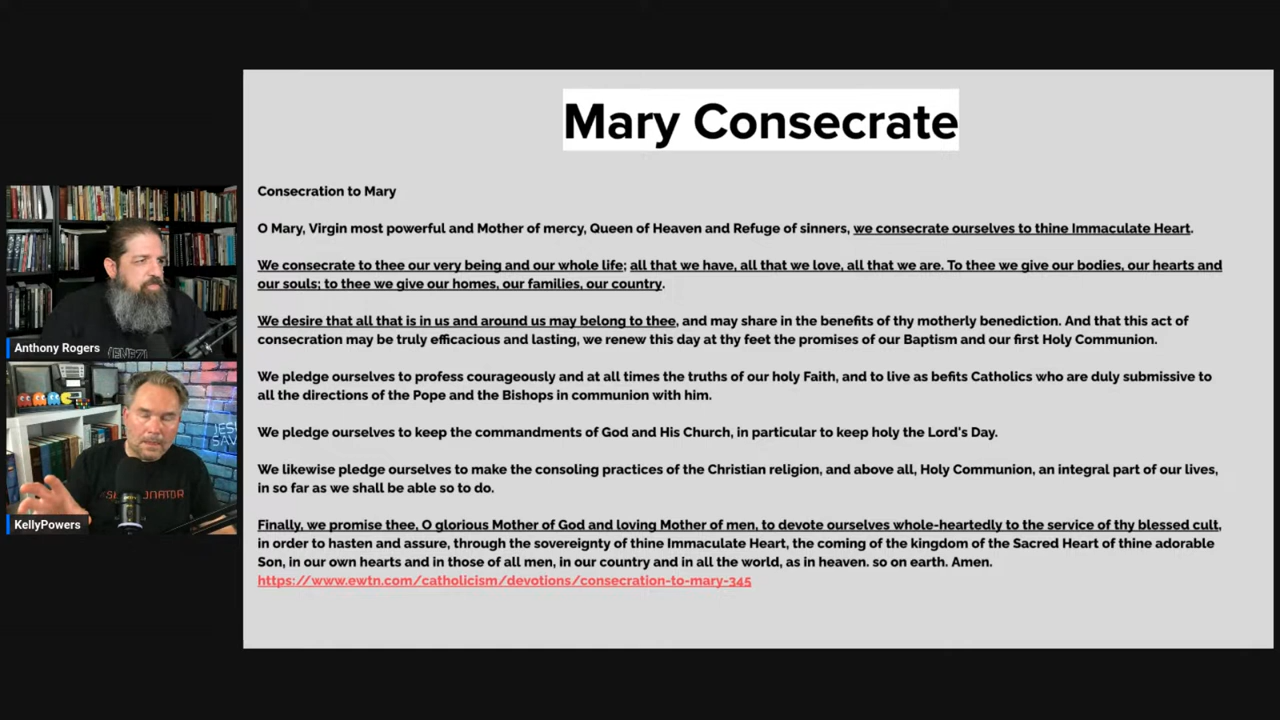 Mary Consecrate
Consecration to Mary
O Mary, Virgin most powerful and Mother of mercy, Queen of Heaven and Refuge of sinners, we consecrate ourselves to thine Immaculate Heart.
We consecrate to thee our very being and our whole life; all that we have, all that we love, all that we are. To thee we give our bodies, our hearts and
our souls; to thee we give our homes, our families, our country.
We desire that all that is in us and around us may belong to thee, and may share in the benefits of thy motherly benediction. And that this act of
consecration may be truly efficacious and lasting, we renew this day at thy feet the promises of our Baptism and our first Holy Communion.
We pledge ourselves to profess courageously and at all times the truths of our holy Faith, and to live as befits Catholics who are duly submissive to
all the directions of the Pope and the Bishops in communion with him.
We pledge ourselves to keep the commandments of God and His Church, in particular to keep holy the Lord's Day.
We likewise pledge ourselves to make the consoling practices of the Christian religion, and above all, Holy Communion, an integral part of our lives,
in so far as we shall be able so to do.
Finally, we promise thee, O glorious Mother of God and loving Mother of men, to devote ourselves whole-heartedly to the service of thy blessed cult,
in order to hasten and assure, through the sovereignty of thine Immaculate Heart, the coming of the kingdom of the Sacred Heart of thine adorable
Son, in our own hearts and in those of all men, in our country and in all the world, as in heaven. so on earth. Amen.
https://www.ewtn.com/catholicism/devotions/consecration-to-mary-345
Anthony Rogers
KellyPowers